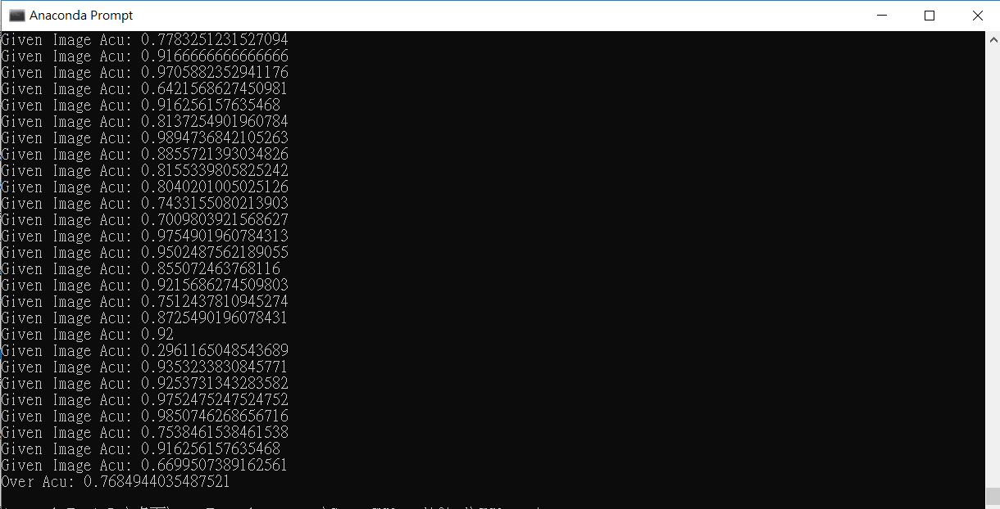 Anaconda Prompt
Given Image Acu: 0.7783251231527094
Given Image Acu: 0.9166666666666666
Given Image Acu: 0.9705882352941176
Given Image Acu: 0.6421568627450981
Given Image Acu: 0.916256157635468
Given Image Acu: 0.8137254901960784
Given Image Acu: 0.9894736842105263
Given Image Acu: 0.8855721393034826
Given Image Acu: 0.8155339805825242
Given Image Acu: 0.8040201005025126
Given Image Acu: 0.7433155080213903
Given Image Acu: 0.7009803921568627
Given Image Acu: 0.9754901960784313
Given Image Acu: 0.9502487562189055
Given Image Acu: 0.855072463768116
Given Image Acu: 0.9215686274509803
Given Image Acu: 0.7512437810945274
Given Image Acu: 0.8725490196078431
Given Image Acu: 0.92
Given Image Acu: 0.2961165048543689
Given Image Acu: 0.9353233830845771
Given Image Acu: 0.9253731343283582
Given Image Acu: 0.9752475247524752
Given Image Acu: 0.9850746268656716
Given Image Acu: 0.7538461538461538
Given Image Acu: 0.916256157635468
Given Image Acu: 0.6699507389162561
Over Acu: 0.7684944035487521